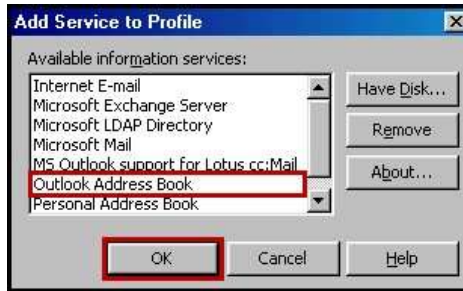 Add Service to Profile
Available information services:
Internet E-mail
Microsoft Exchange Server
Microsoft LDAP Directory
Microsoft Mail
MS Outlook support for Lotus cc:Mail
Outlook Address Book
Personal Address Book
Have Disk...
Remove
About...
OK
Cancel
Help